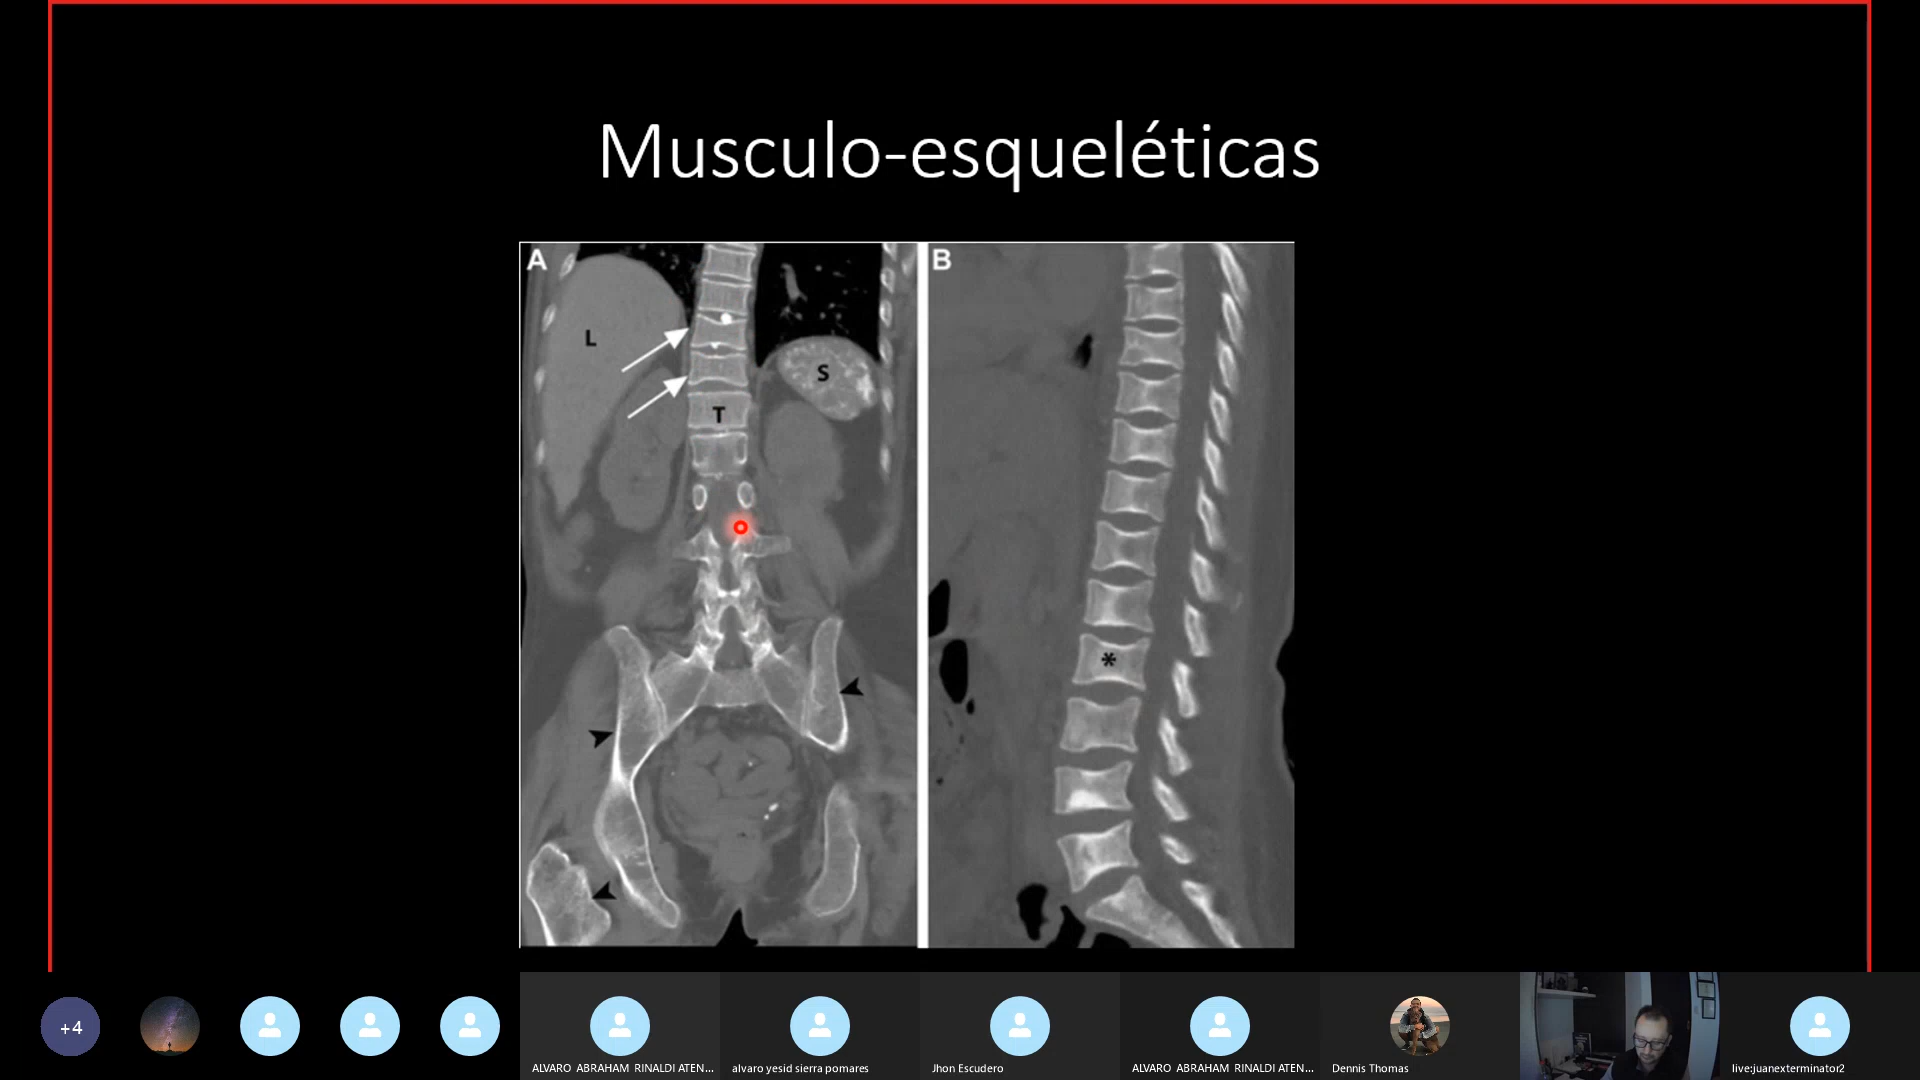 Musculo-esqueléticas
A
B
L
S
T
*
+4
ALVARO ABRAHAM RINALDI ATEN...
alvaro yesid sierra pomares
Jhon Escudero
ALVARO ABRAHAM RINALDI ATEN...
Dennis Thomas
live:juanexterminator2